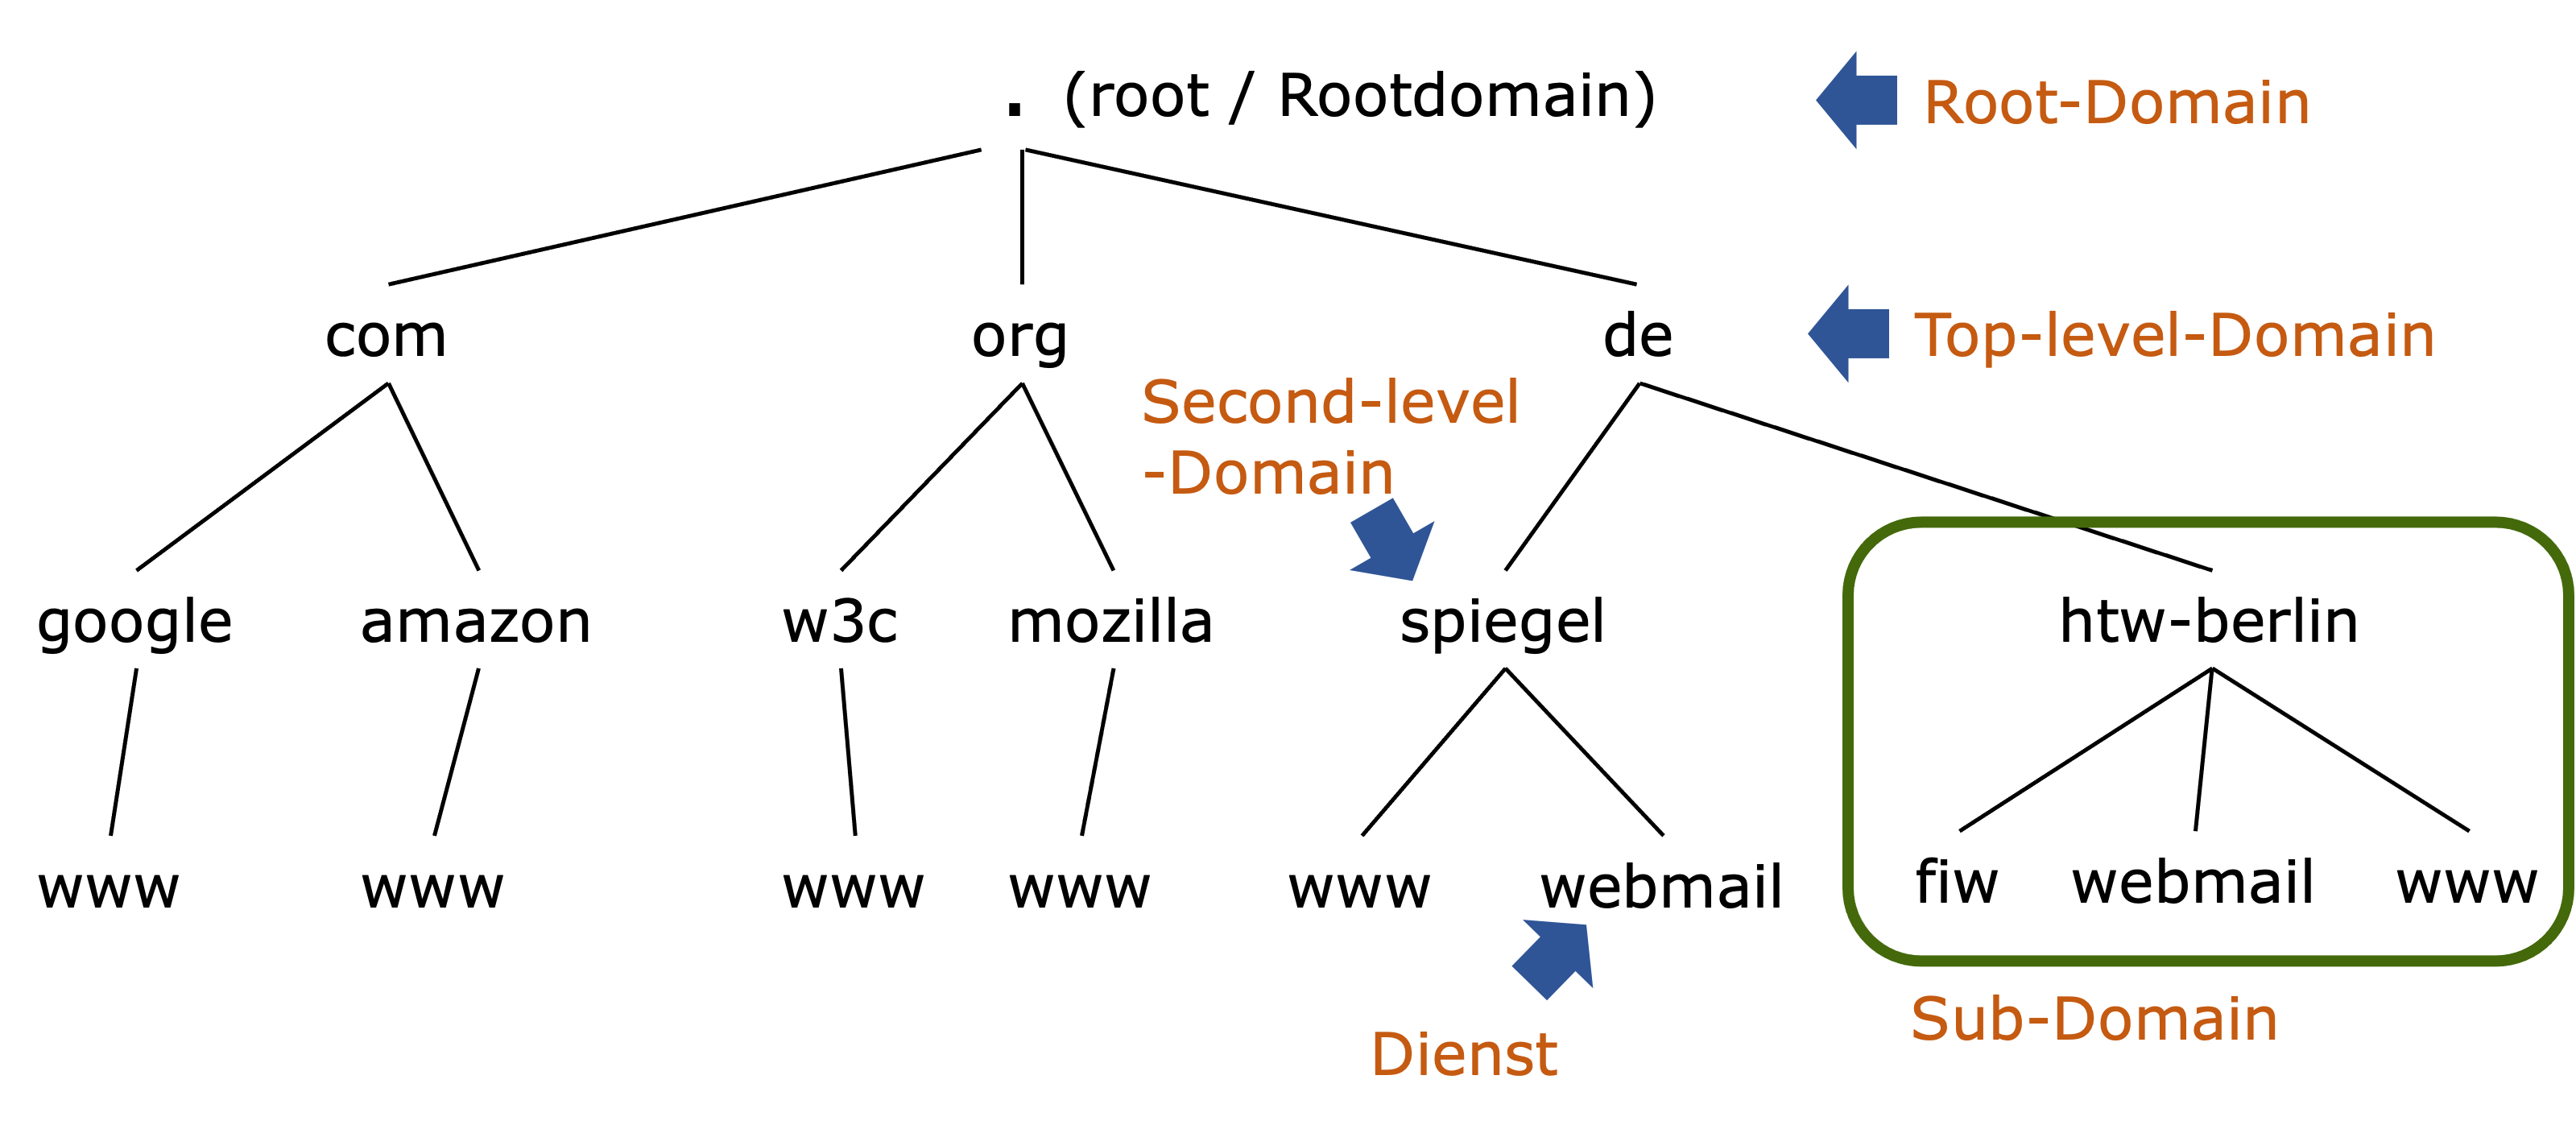 . (root / Rootdomain)
Root-Domain
com
org
de
Top-level-Domain
Second-level
-Domain
google
amazon
w3c
mozilla
spiegel
htw-berlin
www
www
www
www
www
webmail
fiw
webmail
www
Dienst
Sub-Domain